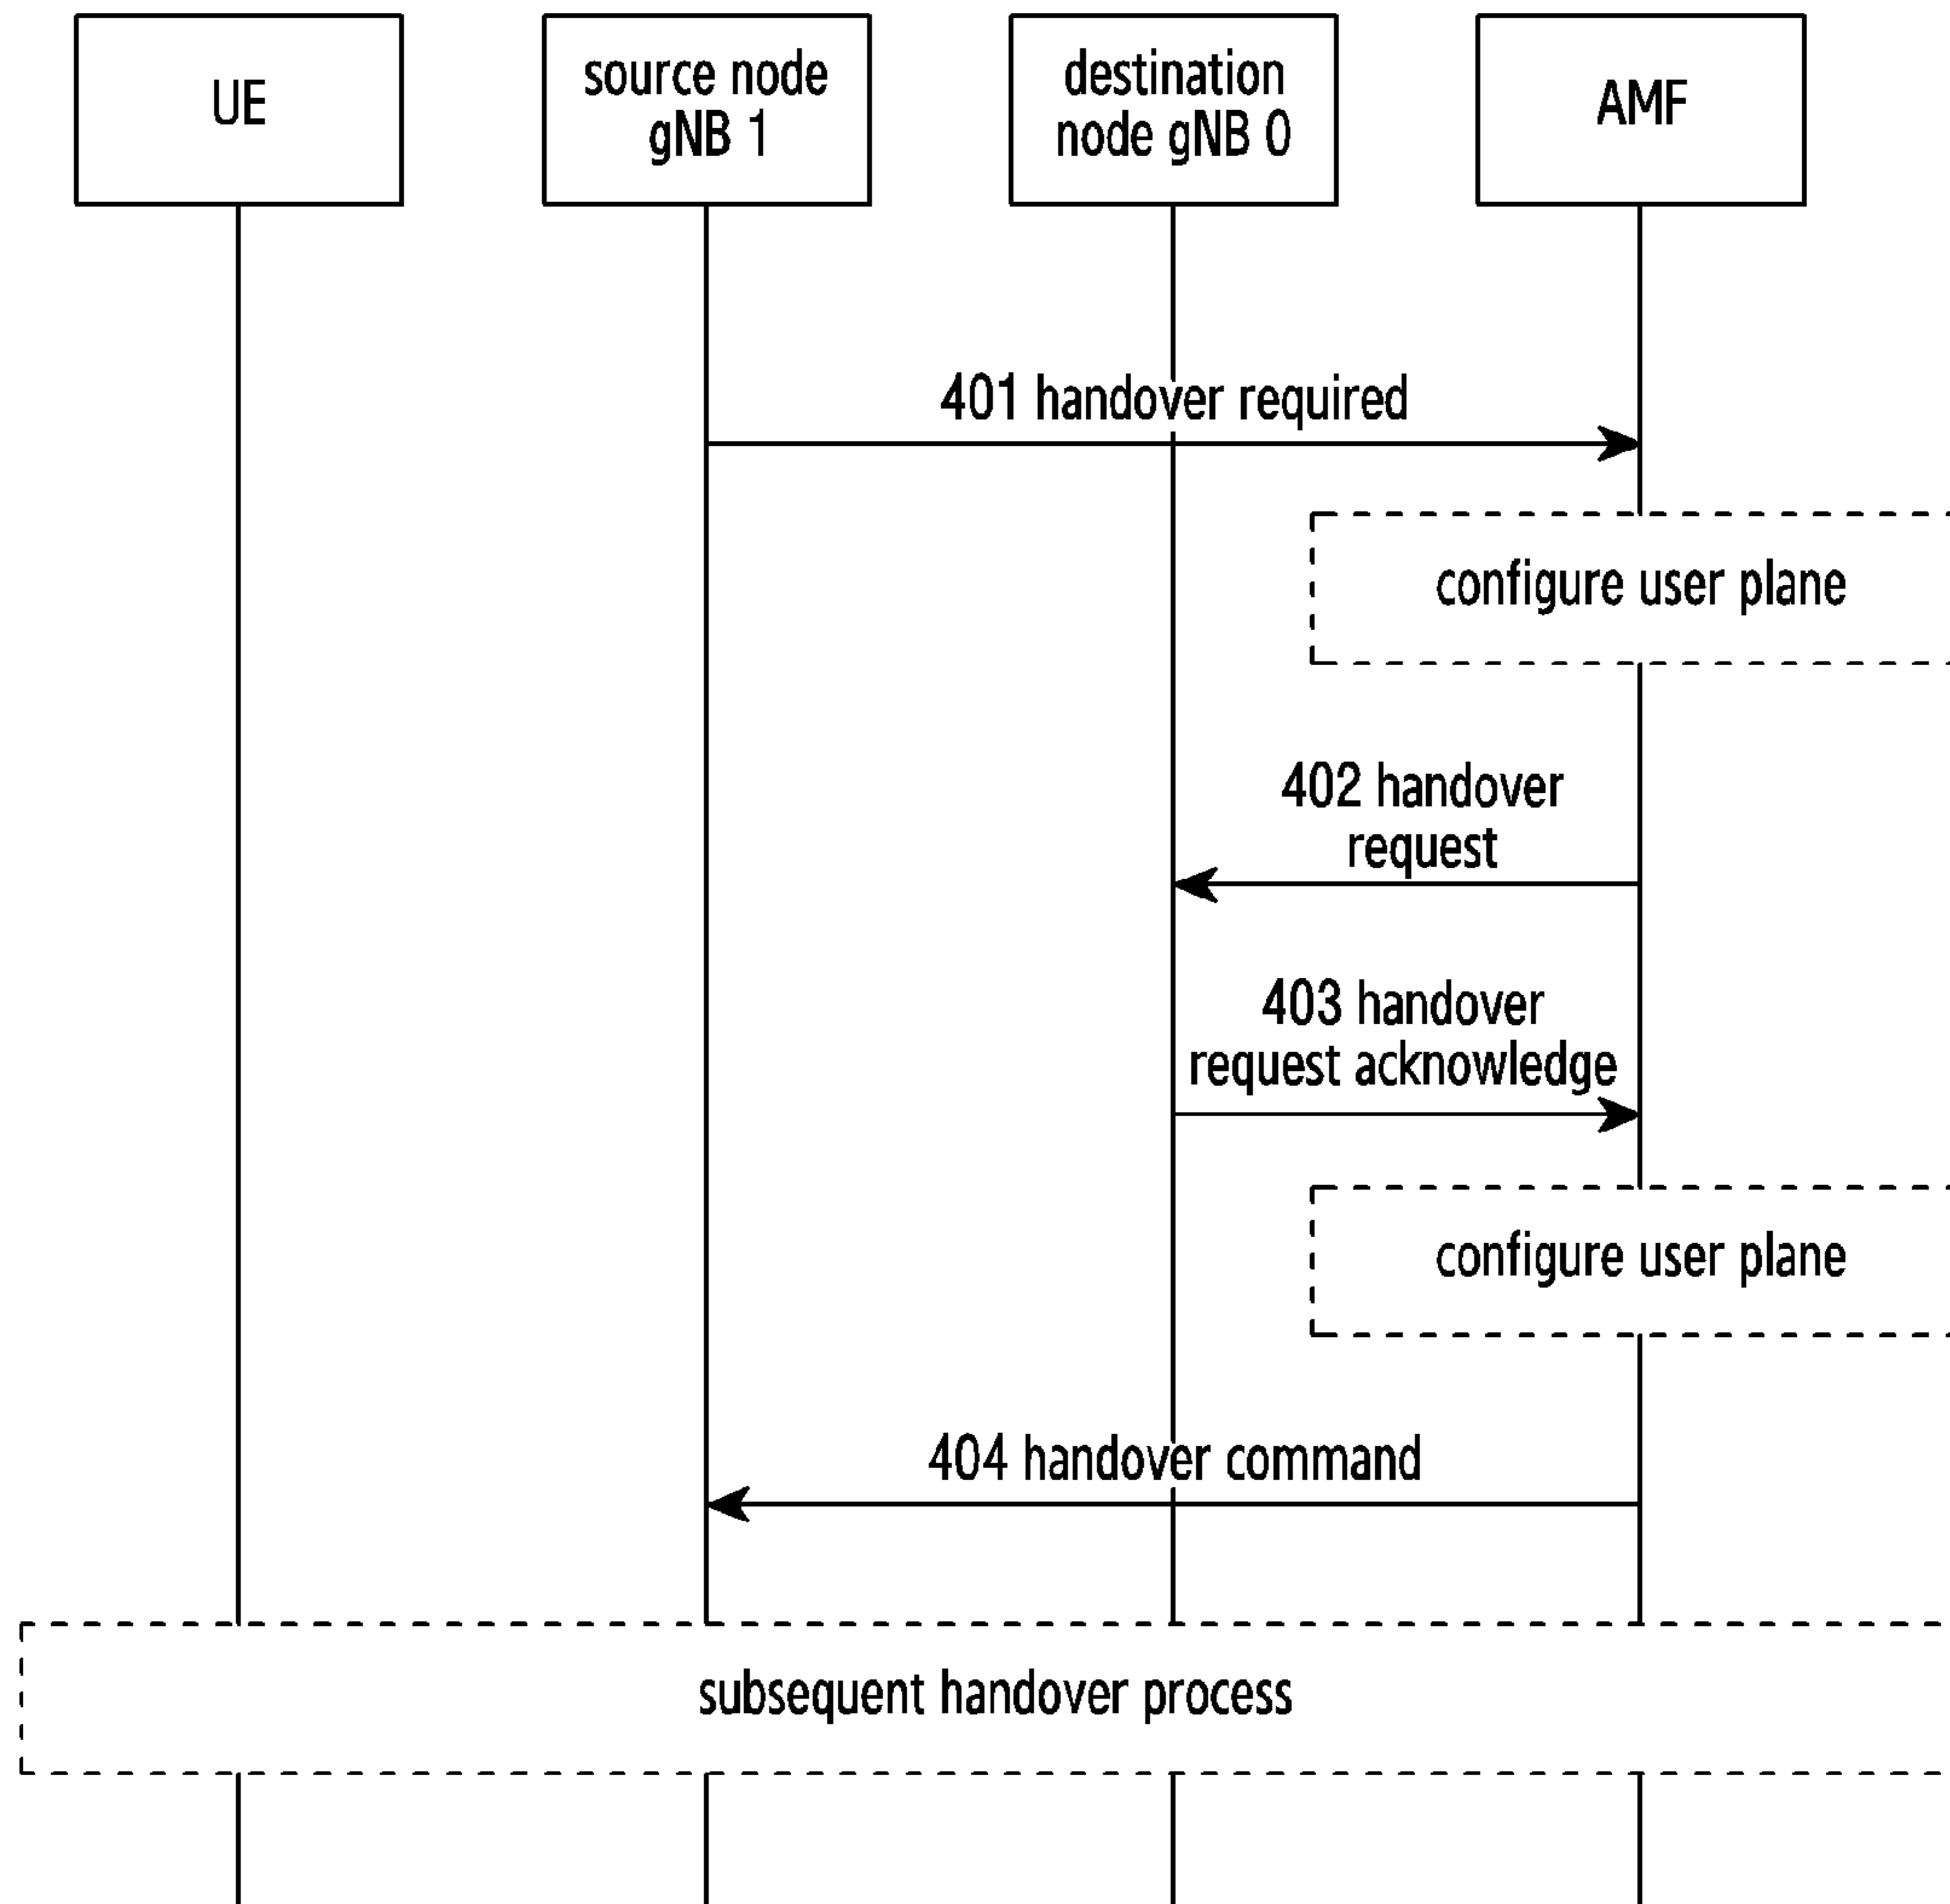 UE
source node
gNB 1
destination
node gNB 0
AMF
401 handover required
configure user plane
402 handover
request
403 handover
request acknowledge
configure user plane
404 handover command
subsequent handover process